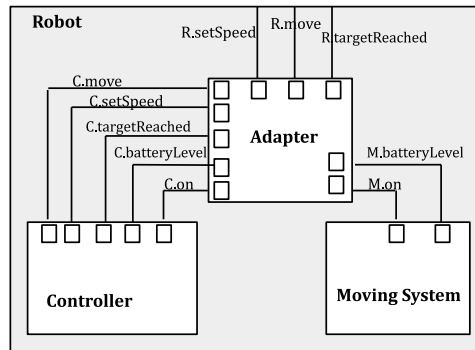 Robot
R.setSpeed
R.move
R.targetReached
C.move
C.setSpeed
C.targetReached
C.batteryLevel
C.on
Adapter
M.batteryLevel
M.on
Controller
Moving System